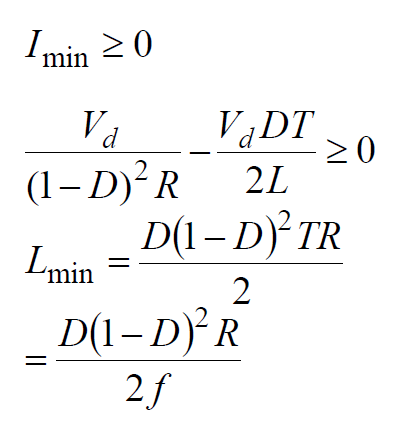 I_min ≥ 0
V_d / (1 − D)² R − V_d DT / 2L ≥ 0
L_min = D(1 − D)² TR / 2
= D(1 − D)² R / 2f